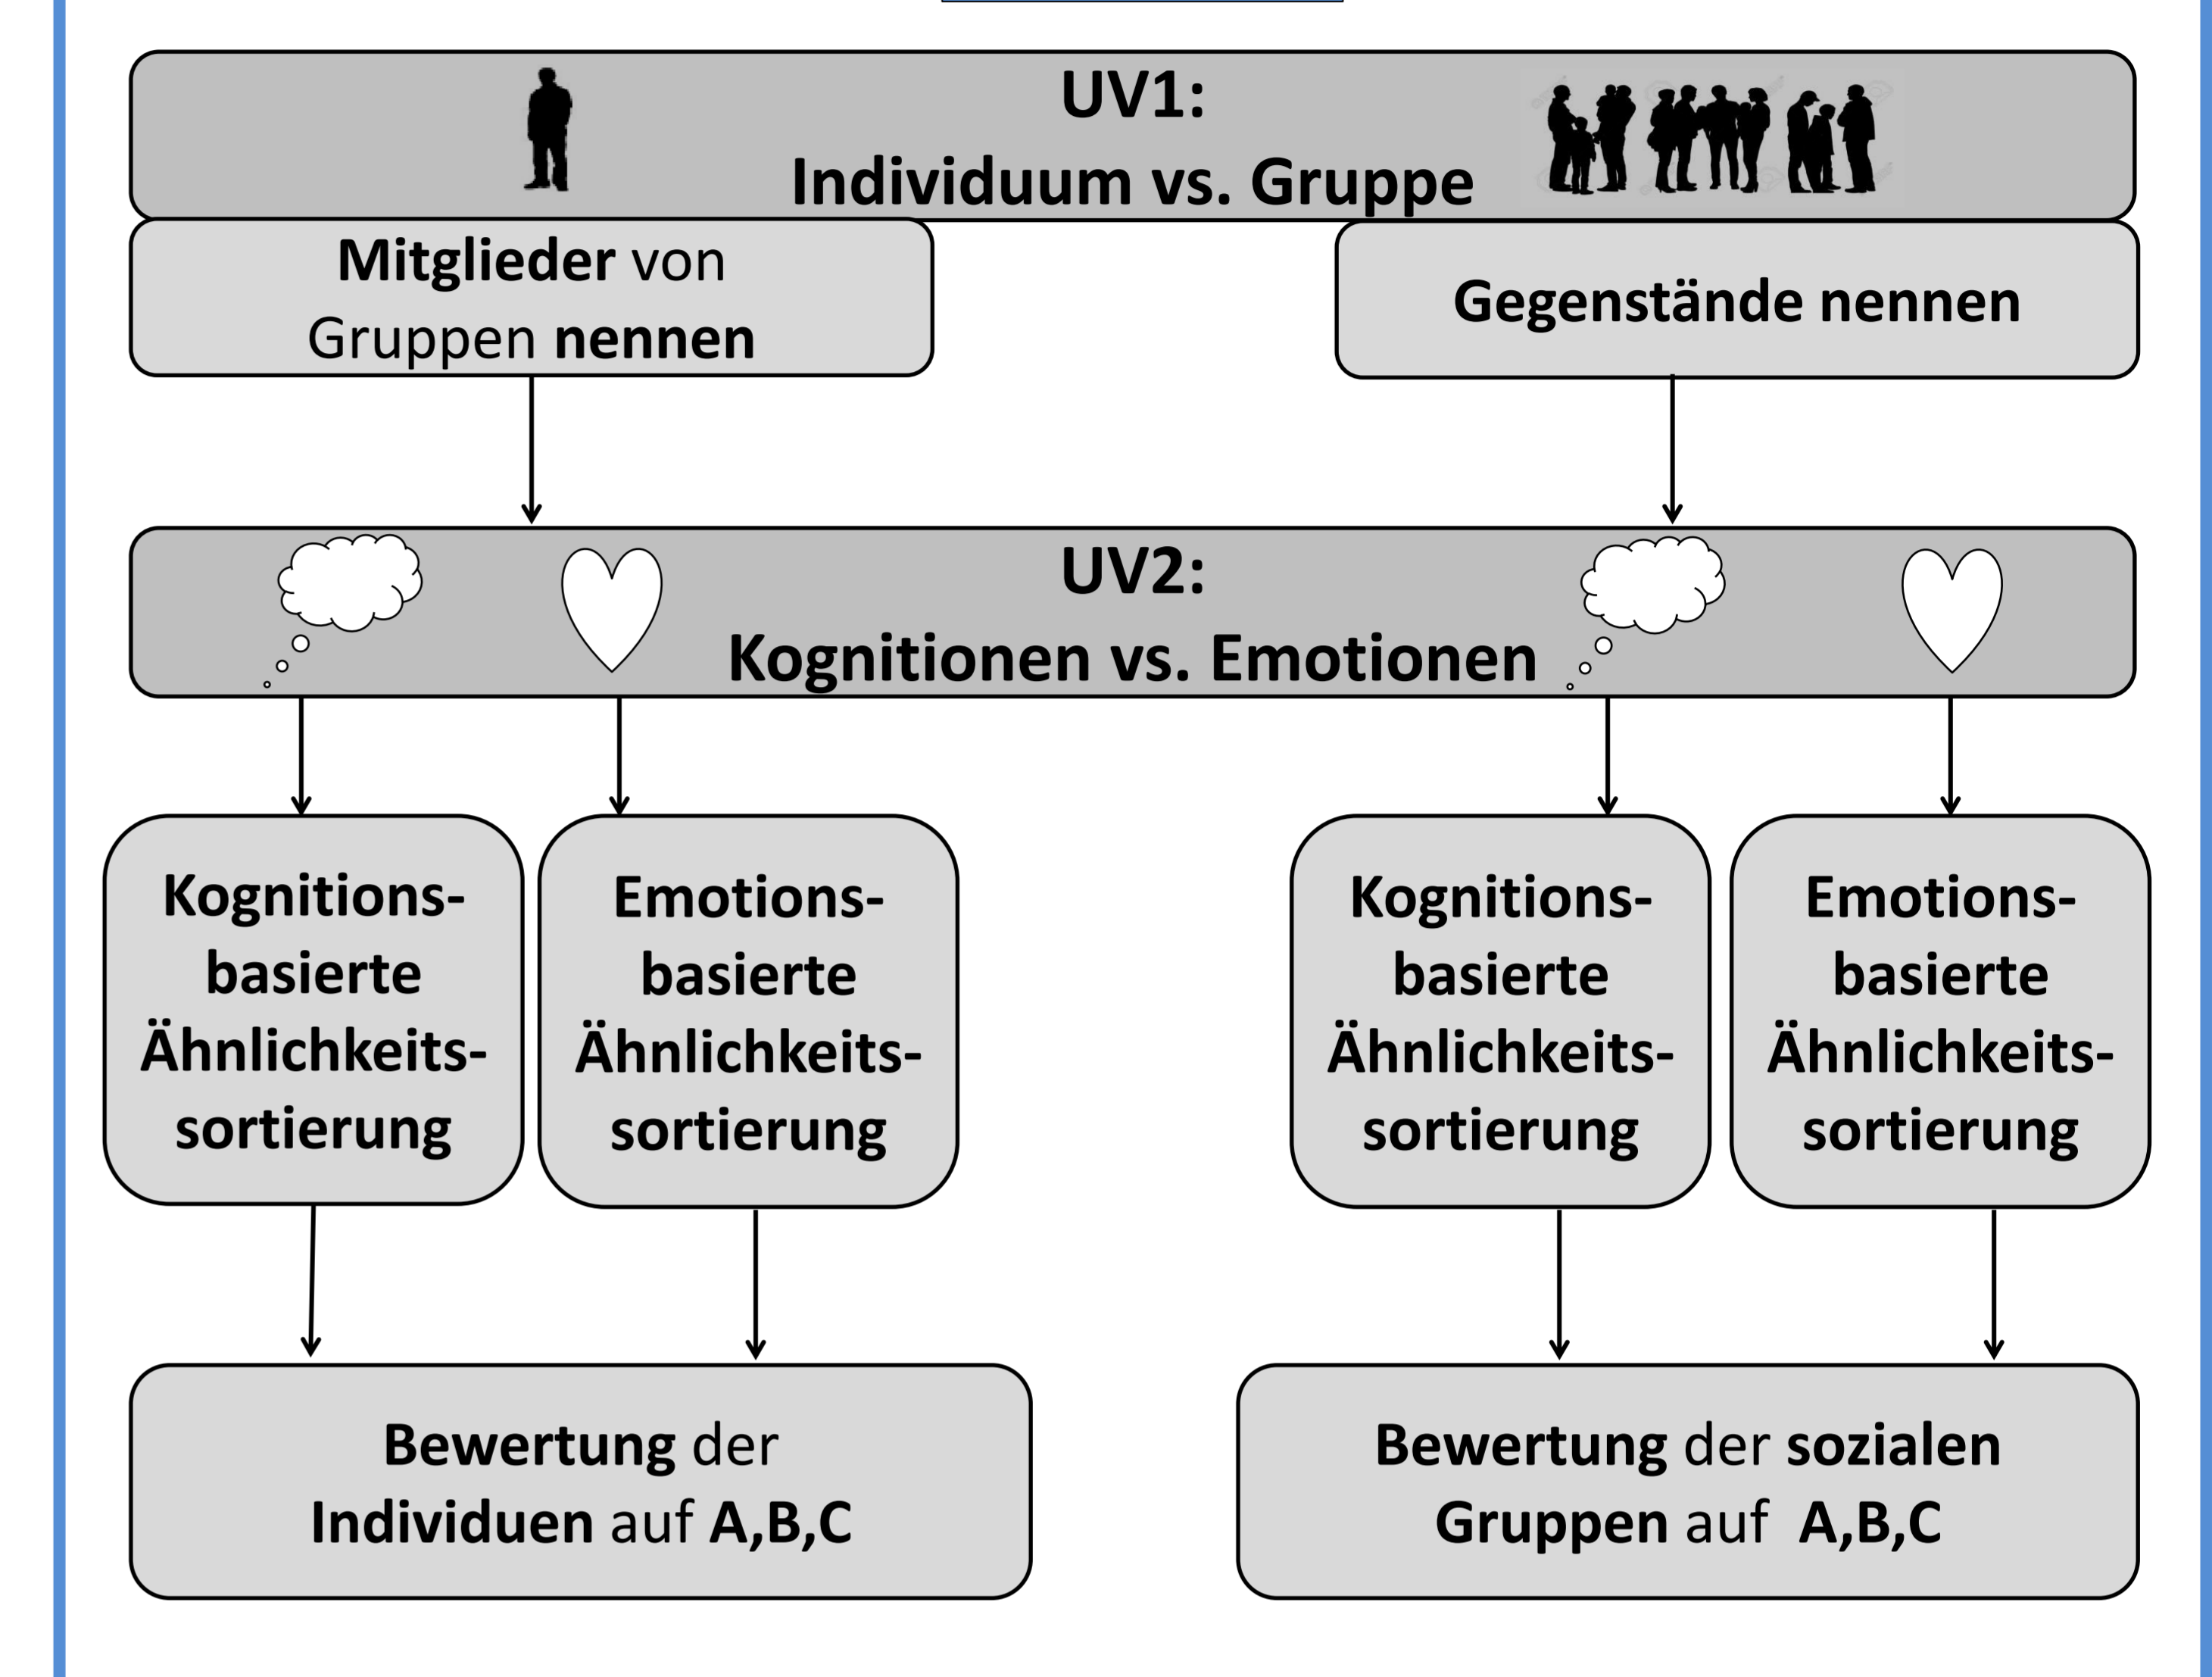 UV1:
Individuum vs. Gruppe
Mitglieder von
Gruppen nennen
Gegenstände nennen
UV2:
Kognitionen vs. Emotionen
Kognitions-
basierte
Ähnlichkeits-
sortierung
Emotions-
basierte
Ähnlichkeits-
sortierung
Kognitions-
basierte
Ähnlichkeits-
sortierung
Emotions-
basierte
Ähnlichkeits-
sortierung
Bewertung der
Individuen auf A,B,C
Bewertung der sozialen
Gruppen auf A,B,C